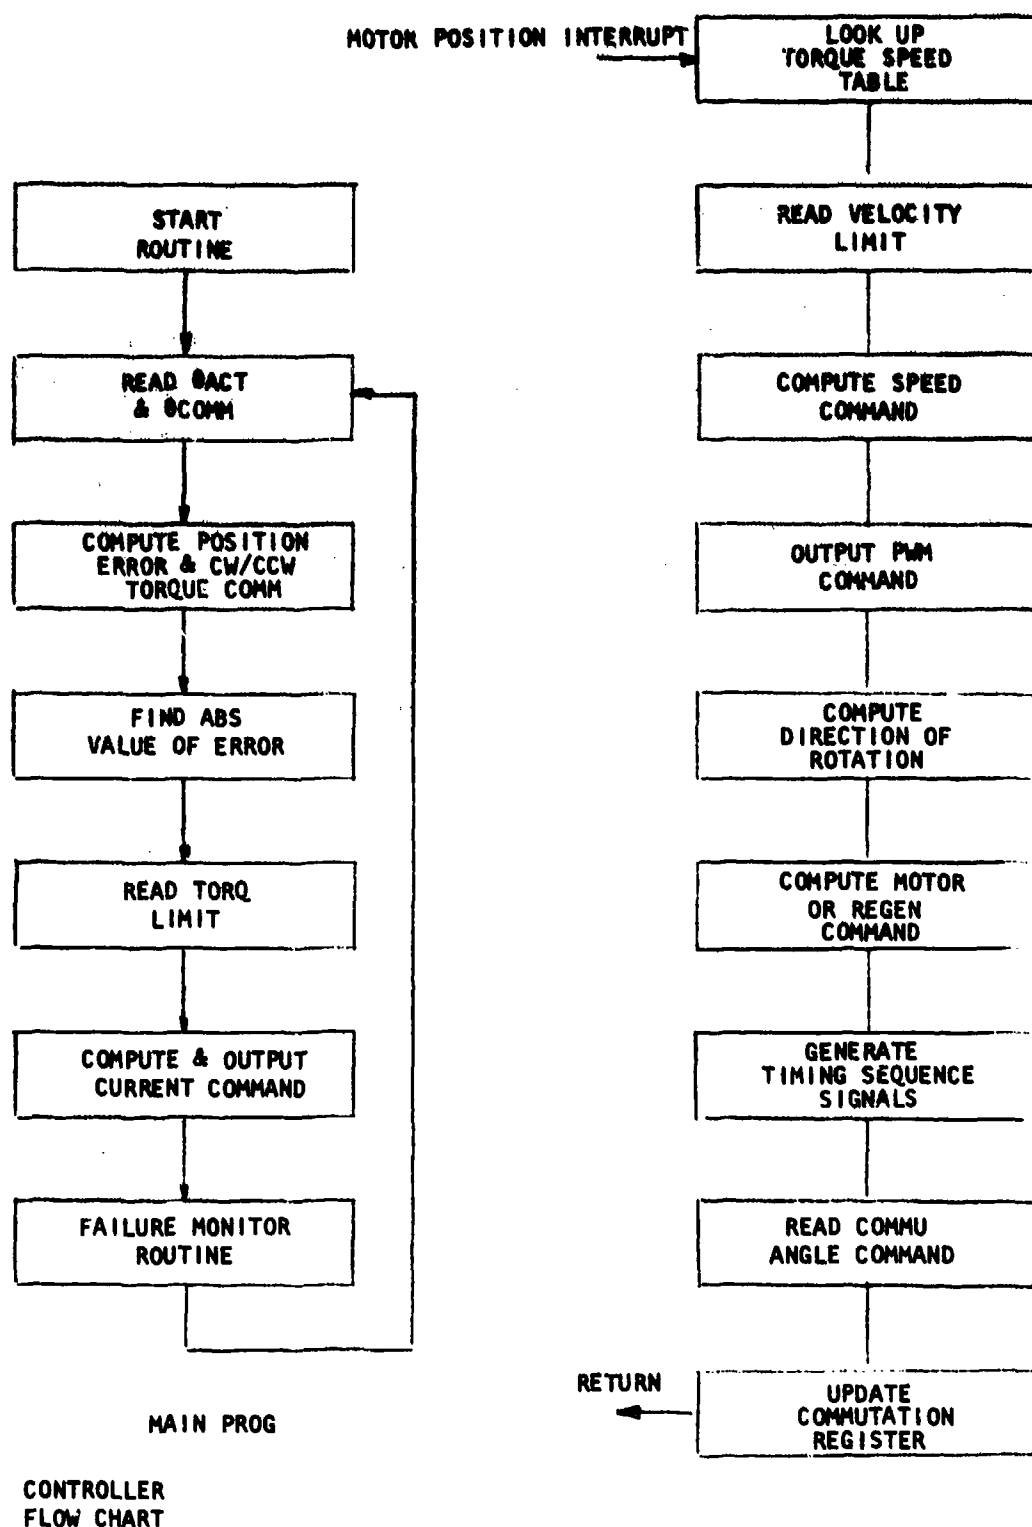 MOTOR POSITION INTERRUPT
LOOK UP
TORQUE SPEED
TABLE
START
ROUTINE
READ θACT
& θCOMM
COMPUTE POSITION
ERROR & CW/CCW
TORQUE COMM
FIND ABS
VALUE OF ERROR
READ TORQ
LIMIT
COMPUTE & OUTPUT
CURRENT COMMAND
FAILURE MONITOR
ROUTINE
MAIN PROG
READ VELOCITY
LIMIT
COMPUTE SPEED
COMMAND
OUTPUT PWM
COMMAND
COMPUTE
DIRECTION OF
ROTATION
COMPUTE MOTOR
OR REGEN
COMMAND
GENERATE
TIMING SEQUENCE
SIGNALS
READ COMMU
ANGLE COMMAND
RETURN
UPDATE
COMMUTATION
REGISTER
CONTROLLER
FLOW CHART